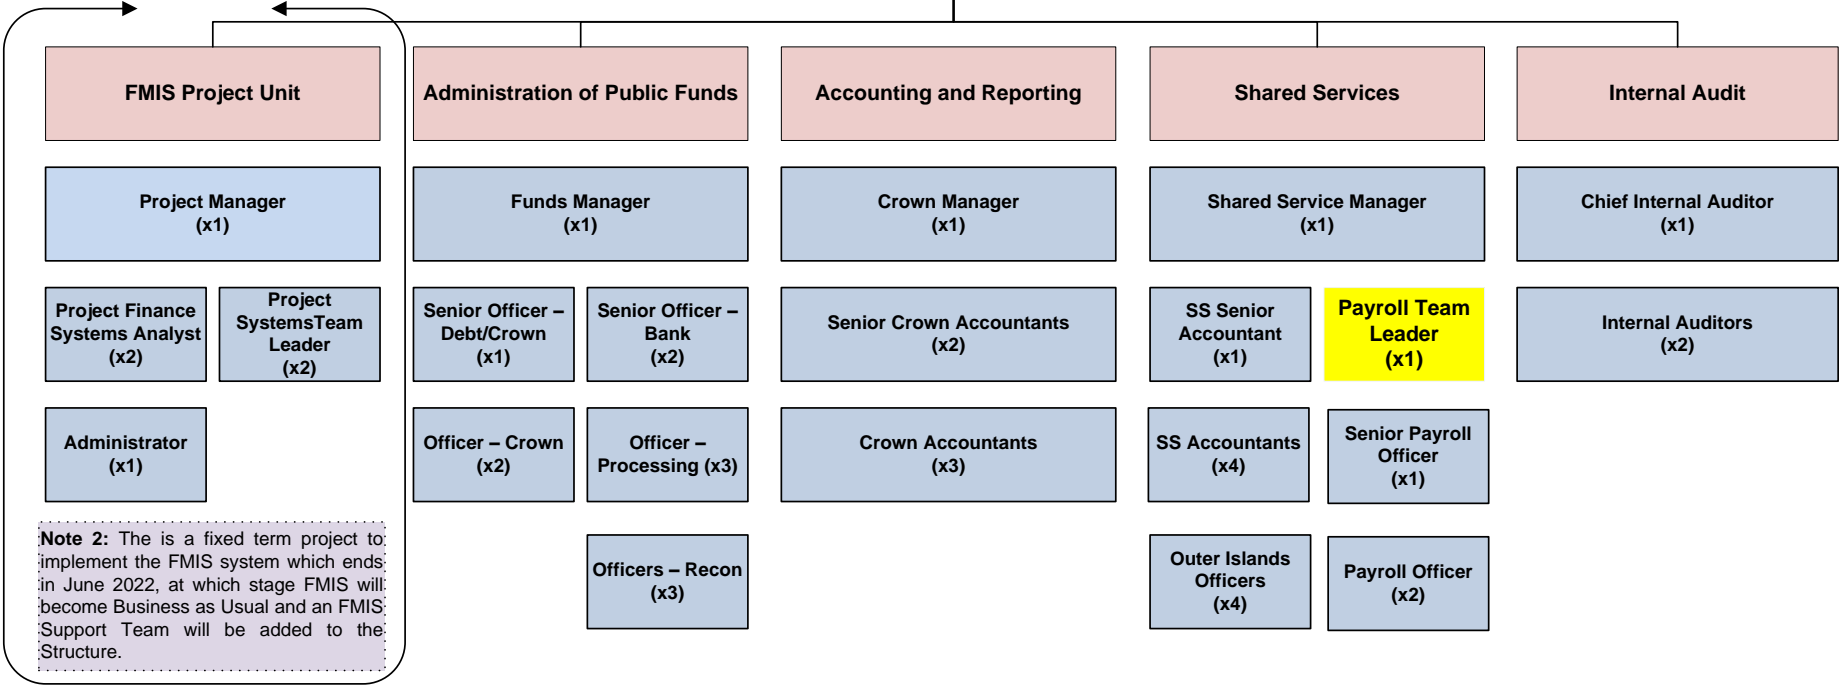 FMIS Project Unit
Administration of Public Funds
Accounting and Reporting
Shared Services
Internal Audit
Project Manager
(x1)
Funds Manager
(x1)
Crown Manager
(x1)
Shared Service Manager
(x1)
Chief Internal Auditor
(x1)
Project Finance
Systems Analyst
(x2)
Project
SystemsTeam
Leader
(x2)
Senior Officer –
Debt/Crown
(x1)
Senior Officer –
Bank
(x2)
Senior Crown Accountants
(x2)
SS Senior
Accountant
(x1)
Payroll Team
Leader
(x1)
Internal Auditors
(x2)
Administrator
(x1)
Officer – Crown
(x2)
Officer –
Processing (x3)
Crown Accountants
(x3)
SS Accountants
(x4)
Senior Payroll
Officer
(x1)
Note 2: The is a fixed term project to
implement the FMIS system which ends
in June 2022, at which stage FMIS will
become Business as Usual and an FMIS
Support Team will be added to the
Structure.
Officers – Recon
(x3)
Outer Islands
Officers
(x4)
Payroll Officer
(x2)